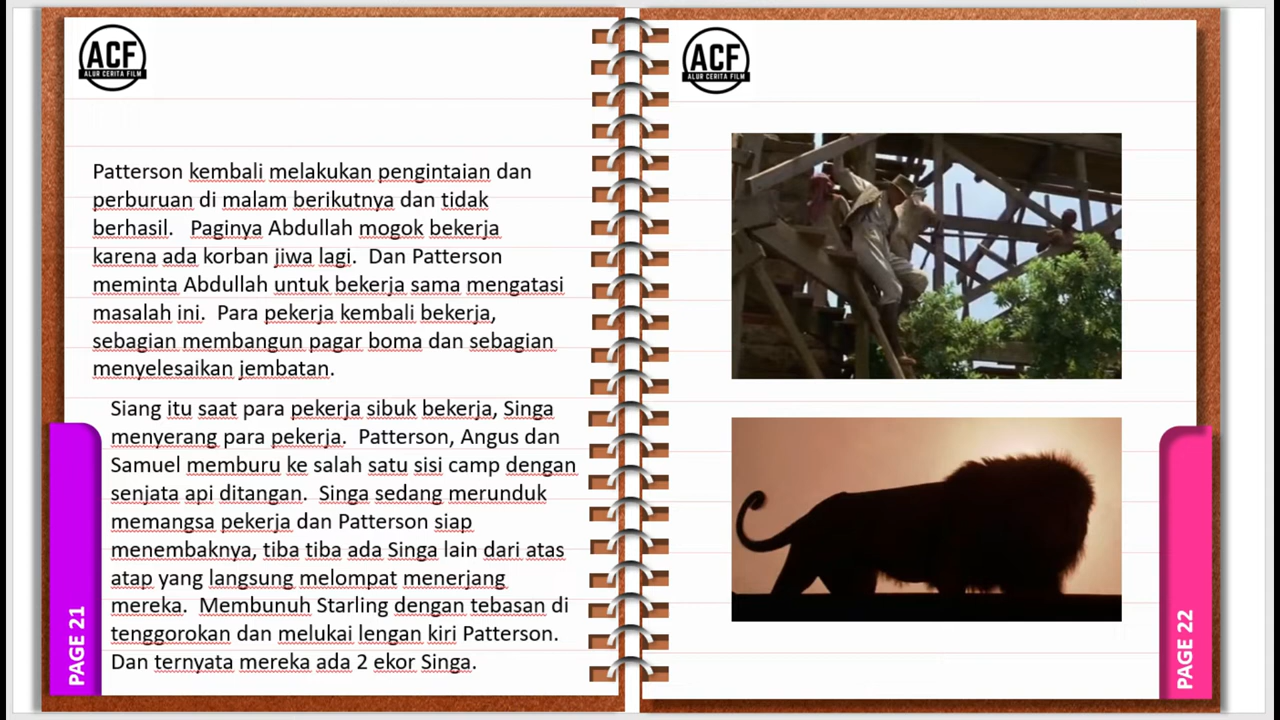 ACF
ALUR CERITA FILM
Patterson kembali melakukan pengintaian dan
perburuan di malam berikutnya dan tidak
berhasil. Paginya Abdullah mogok bekerja
karena ada korban jiwa lagi. Dan Patterson
meminta Abdullah untuk bekerja sama mengatasi
masalah ini. Para pekerja kembali bekerja,
sebagian membangun pagar boma dan sebagian
menyelesaikan jembatan.
Siang itu saat para pekerja sibuk bekerja, Singa
menyerang para pekerja. Patterson, Angus dan
Samuel memburu ke salah satu sisi camp dengan
senjata api ditangan. Singa sedang merunduk
memangsa pekerja dan Patterson siap
menembaknya, tiba tiba ada Singa lain dari atas
atap yang langsung melompat menerjang
mereka. Membunuh Starling dengan tebasan di
tenggorokan dan melukai lengan kiri Patterson.
Dan ternyata mereka ada 2 ekor Singa.
PAGE 21
ACF
ALUR CERITA FILM
PAGE 22